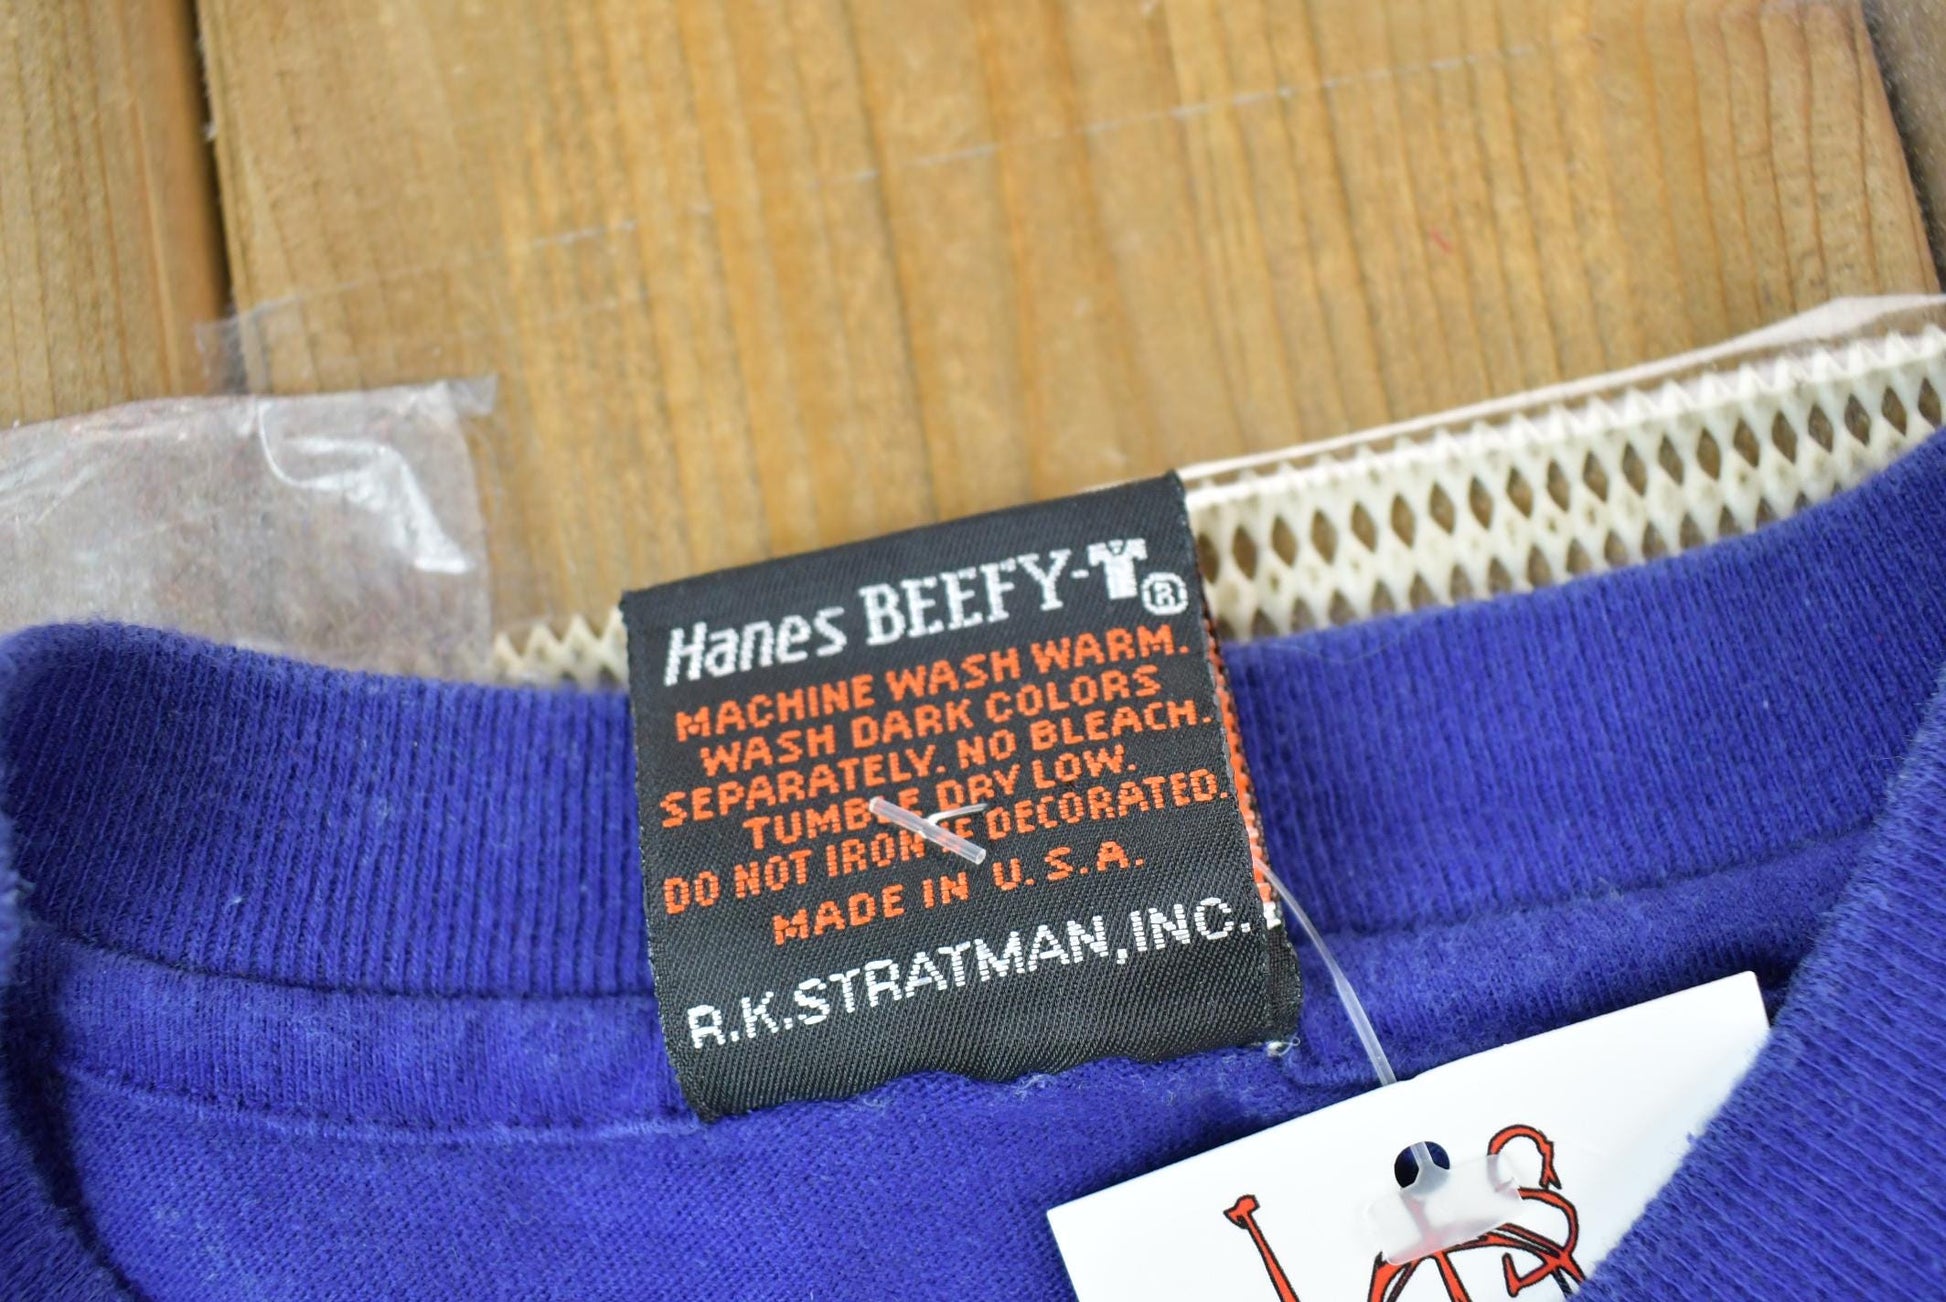 Hanes BEEFY-T®
MACHINE WASH WARM.
WASH DARK COLORS
SEPARATELY. NO BLEACH.
TUMBLE DRY LOW.
DO NOT IRON IF DECORATED.
MADE IN U.S.A.
R.K.STRATMAN,INC.